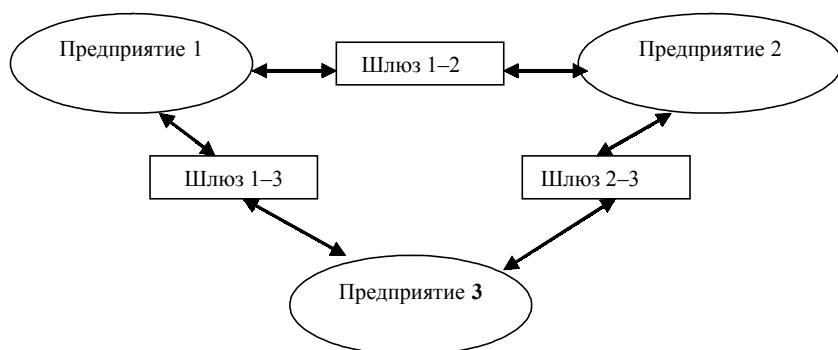 Предприятие 1
Шлюз 1–2
Предприятие 2
Шлюз 1–3
Шлюз 2–3
Предприятие 3